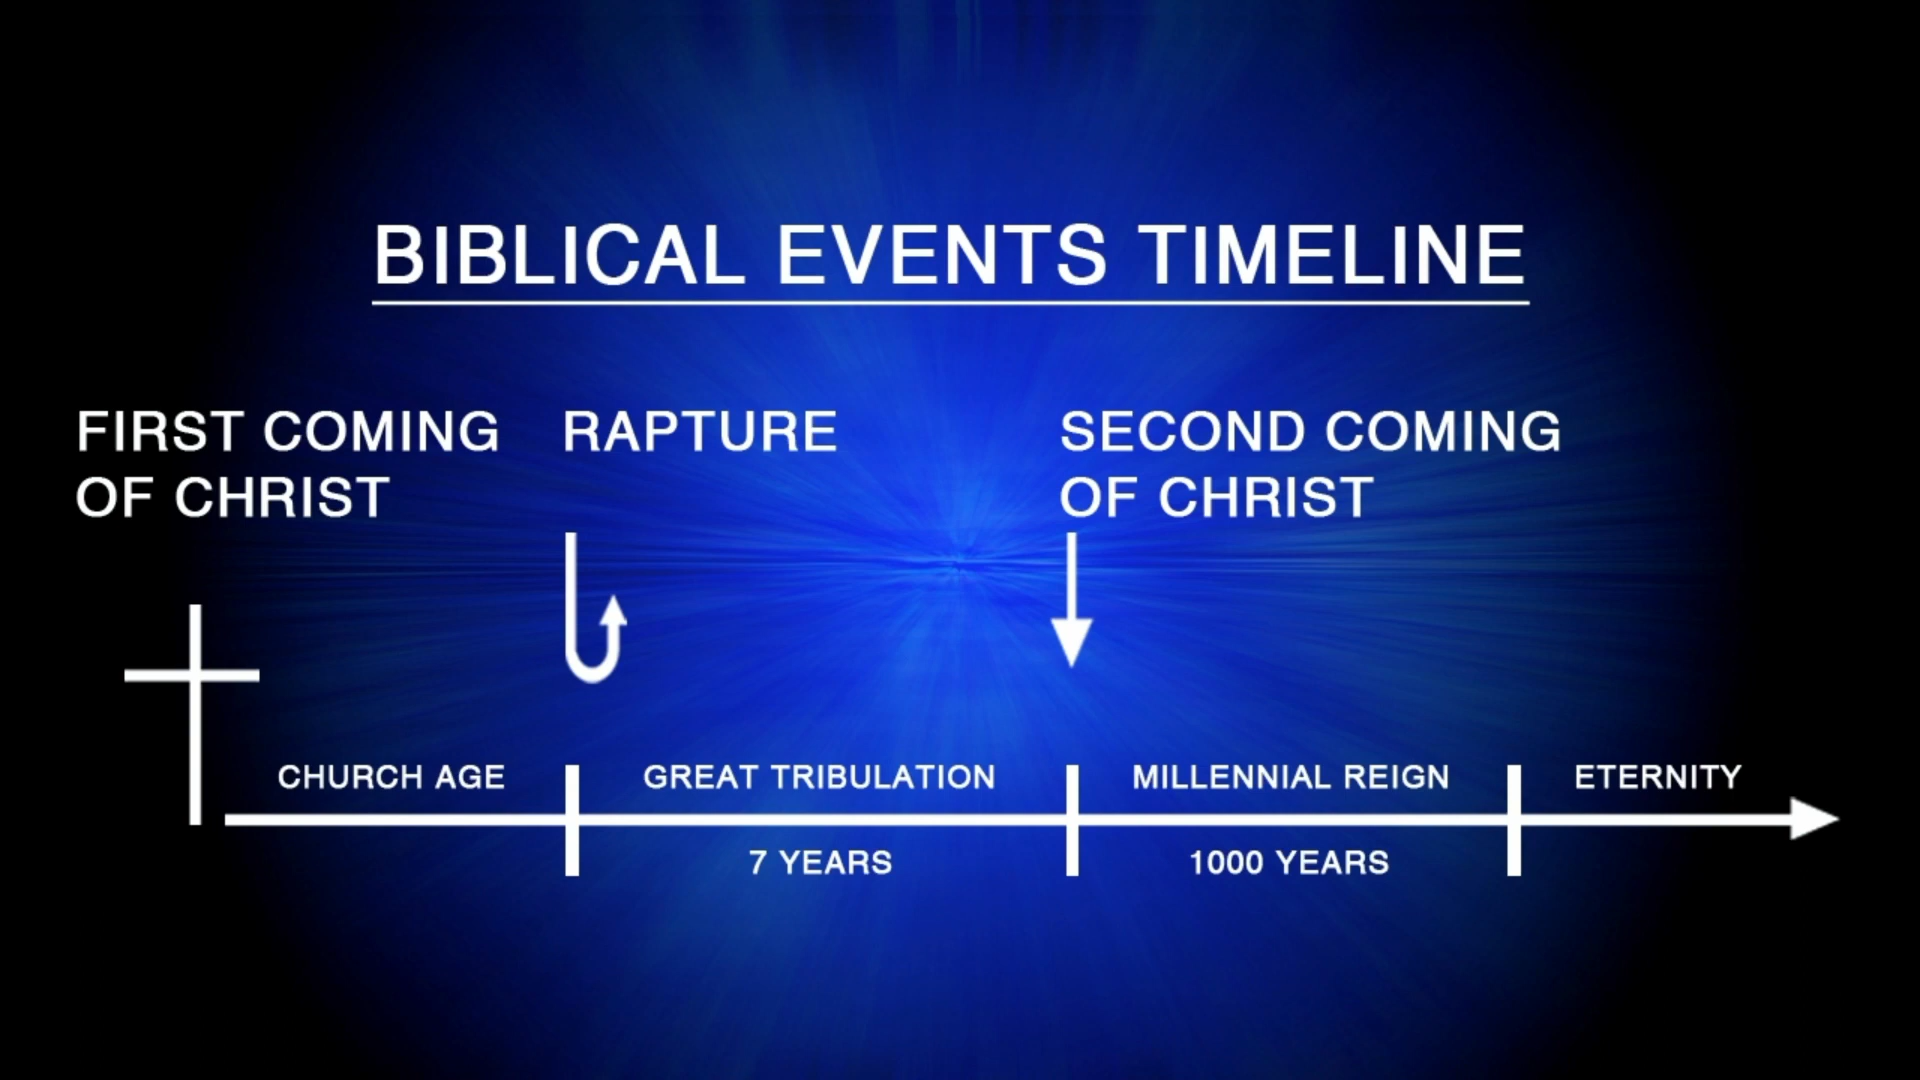 BIBLICAL EVENTS TIMELINE
FIRST COMING
OF CHRIST
RAPTURE
SECOND COMING
OF CHRIST
CHURCH AGE
GREAT TRIBULATION
MILLENNIAL REIGN
ETERNITY
7 YEARS
1000 YEARS